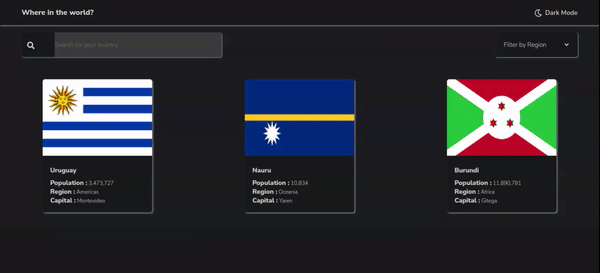 Where in the world?
Dark Mode
Search for your country ...
Filter by Region
Uruguay
Population : 3,473,727
Region : Americas
Capital : Montevideo
Nauru
Population : 10,834
Region : Oceania
Capital : Yaren
Burundi
Population : 11,890,781
Region : Africa
Capital : Gitega